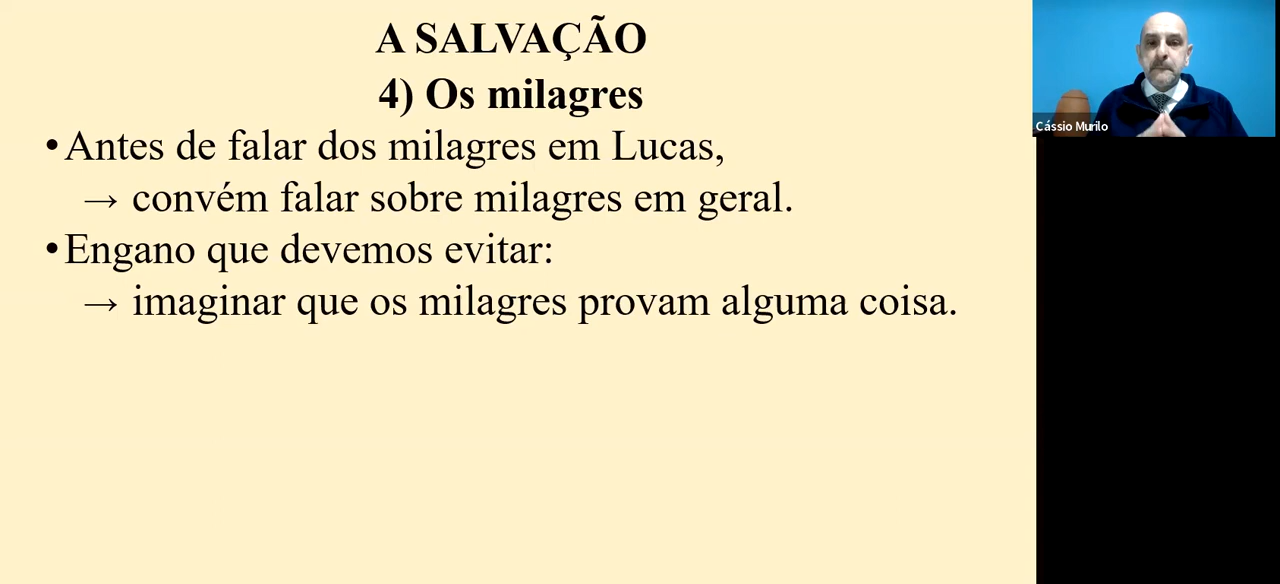 A SALVAÇÃO
4) Os milagres
•Antes de falar dos milagres em Lucas,
→ convém falar sobre milagres em geral.
•Engano que devemos evitar:
→ imaginar que os milagres provam alguma coisa.
Cássio Murilo